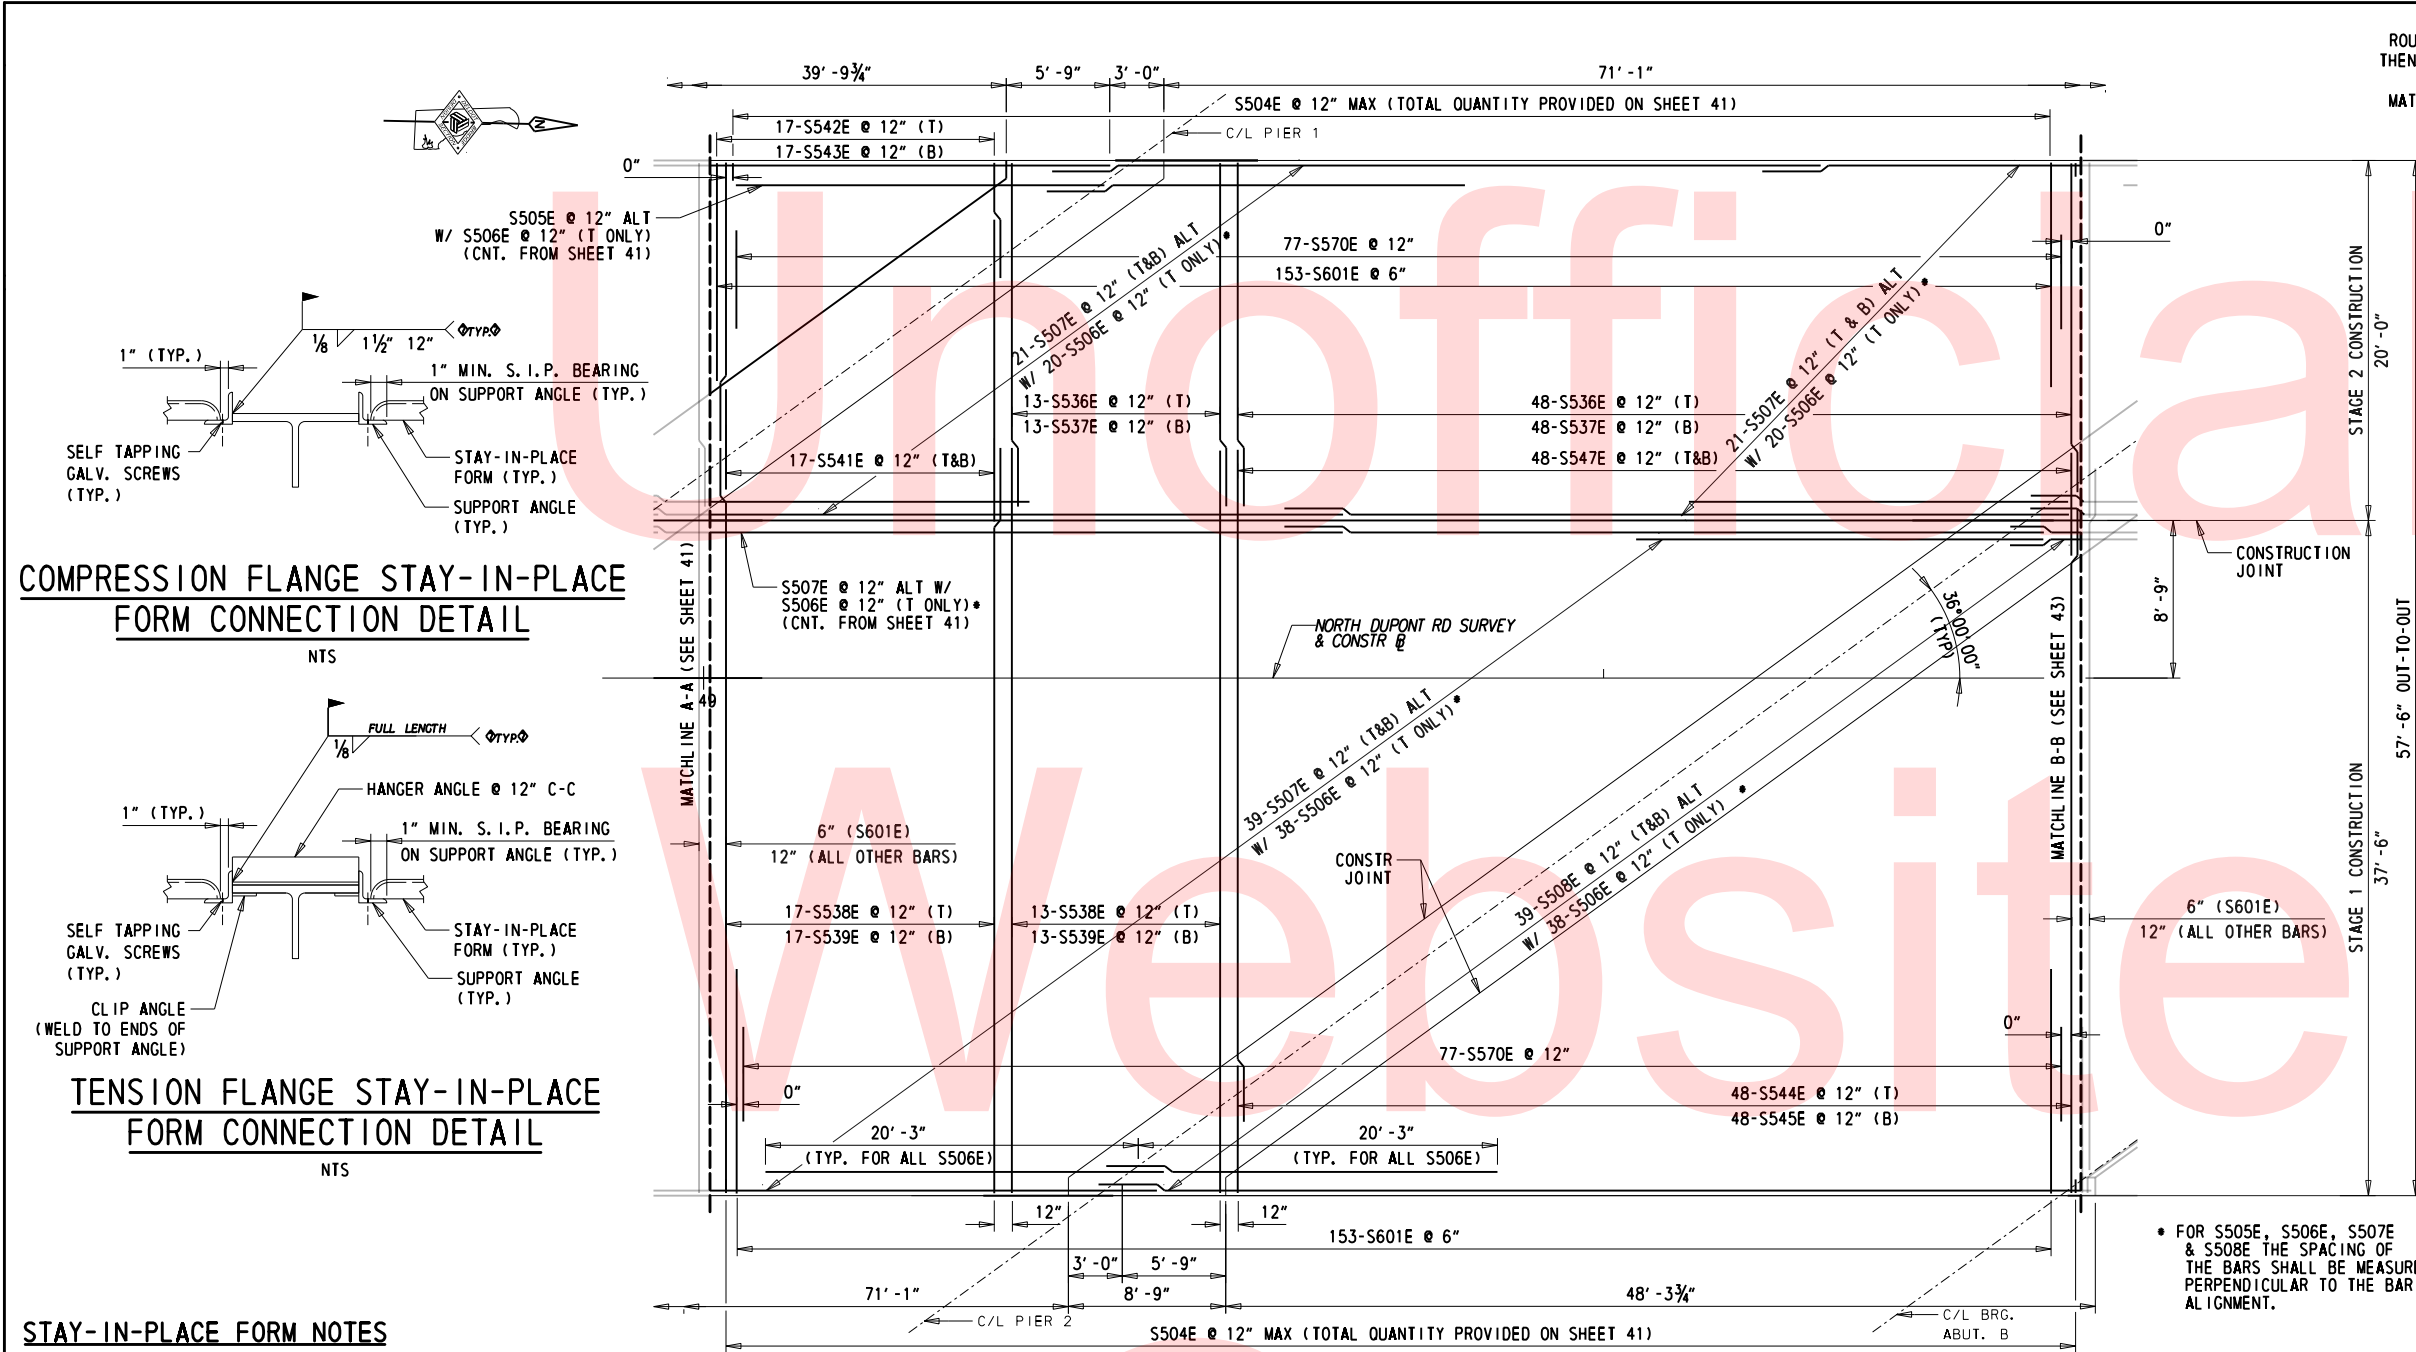 ROU
THEN
MAT
39'-9¾"
5'-9"
3'-0"
71'-1"
S504E @ 12" MAX (TOTAL QUANTITY PROVIDED ON SHEET 41)
17-S542E @ 12" (T)
17-S543E @ 12" (B)
C/L PIER 1
N
0"
S505E @ 12" ALT
W/ S506E @ 12" (T ONLY)
(CNT. FROM SHEET 41)
77-S570E @ 12"
153-S601E @ 6"
0"
21-S507E @ 12" (T&B) ALT
W/ 20-S506E @ 12" (T ONLY)*
21-S507E @ 12" (T & B) ALT
W/ 20-S506E @ 12" (T ONLY)*
13-S536E @ 12" (T)
13-S537E @ 12" (B)
48-S536E @ 12" (T)
48-S537E @ 12" (B)
17-S541E @ 12" (T&B)
48-S547E @ 12" (T&B)
STAGE 2 CONSTRUCTION
20'-0"
1/8
1½" 12"
TYP.
1" (TYP.)
1" MIN. S.I.P. BEARING
ON SUPPORT ANGLE (TYP.)
SELF TAPPING
GALV. SCREWS
(TYP.)
STAY-IN-PLACE
FORM (TYP.)
SUPPORT ANGLE
(TYP.)
COMPRESSION FLANGE STAY-IN-PLACE
FORM CONNECTION DETAIL
NTS
MATCHLINE A-A (SEE SHEET 41)
S507E @ 12" ALT W/
S506E @ 12" (T ONLY)*
(CNT. FROM SHEET 41)
NORTH DUPONT RD SURVEY
& CONSTR B
L
49
36°00'00"
(TYP)
CONSTRUCTION
JOINT
8'-9"
MATCHLINE B-B (SEE SHEET 43)
57'-6" OUT-TO-OUT
STAGE 1 CONSTRUCTION
37'-6"
39-S507E @ 12" (T&B) ALT
W/ 38-S506E @ 12" (T ONLY)*
39-S508E @ 12" (T&B) ALT
W/ 38-S506E @ 12" (T ONLY) *
CONSTR
JOINT
6" (S601E)
12" (ALL OTHER BARS)
6" (S601E)
12" (ALL OTHER BARS)
17-S538E @ 12" (T)
17-S539E @ 12" (B)
13-S538E @ 12" (T)
13-S539E @ 12" (B)
FULL LENGTH
1/8
TYP.
HANGER ANGLE @ 12" C-C
1" (TYP.)
1" MIN. S.I.P. BEARING
ON SUPPORT ANGLE (TYP.)
SELF TAPPING
GALV. SCREWS
(TYP.)
STAY-IN-PLACE
FORM (TYP.)
SUPPORT ANGLE
(TYP.)
CLIP ANGLE
(WELD TO ENDS OF
SUPPORT ANGLE)
TENSION FLANGE STAY-IN-PLACE
FORM CONNECTION DETAIL
NTS
0"
77-S570E @ 12"
0"
48-S544E @ 12" (T)
48-S545E @ 12" (B)
20'-3"
(TYP. FOR ALL S506E)
20'-3"
(TYP. FOR ALL S506E)
12"
12"
153-S601E @ 6"
3'-0"
5'-9"
71'-1"
8'-9"
48'-3¾"
C/L PIER 2
C/L BRG.
ABUT. B
S504E @ 12" MAX (TOTAL QUANTITY PROVIDED ON SHEET 41)
* FOR S505E, S506E, S507E
& S508E THE SPACING OF
THE BARS SHALL BE MEASURE
PERPENDICULAR TO THE BAR
ALIGNMENT.
STAY-IN-PLACE FORM NOTES
Unofficial
Website